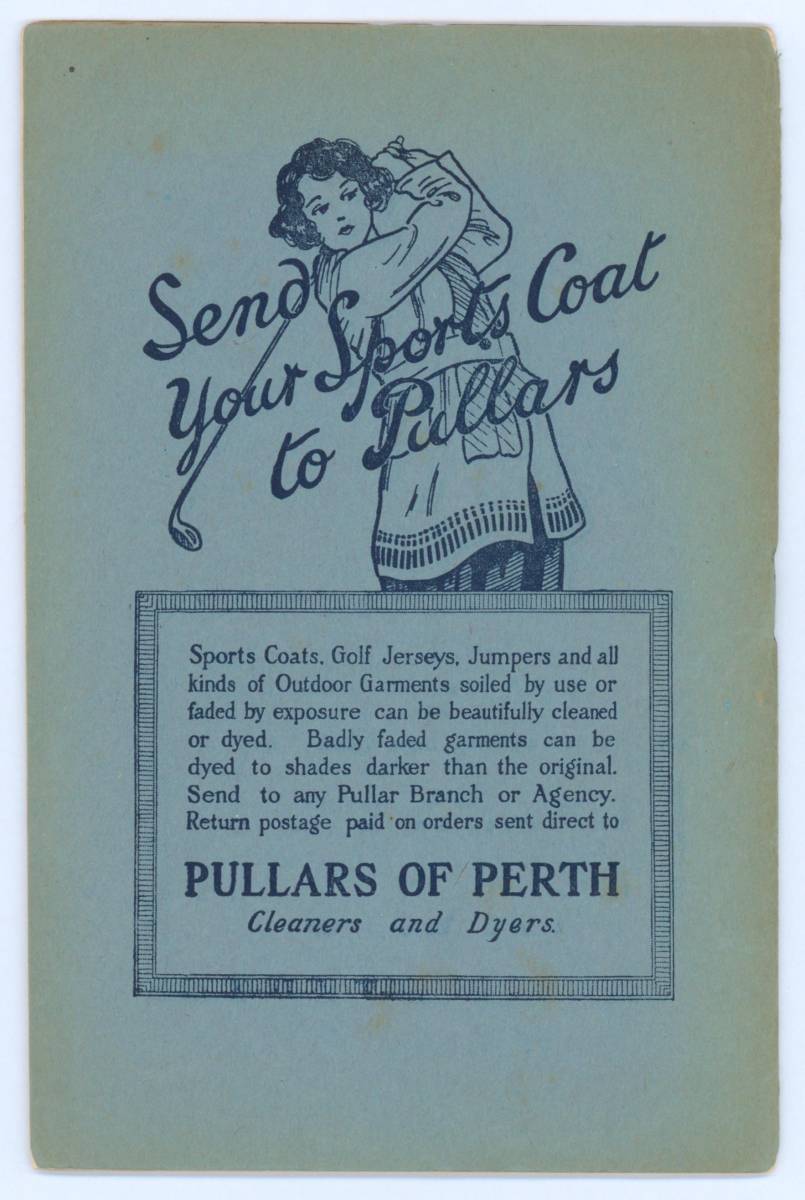 Send
Your Sports Coat
to Pullars
Sports Coats, Golf Jerseys, Jumpers and all
kinds of Outdoor Garments soiled by use or
faded by exposure can be beautifully cleaned
or dyed. Badly faded garments can be
dyed to shades darker than the original.
Send to any Pullar Branch or Agency.
Return postage paid on orders sent direct to
PULLARS OF PERTH
Cleaners and Dyers.